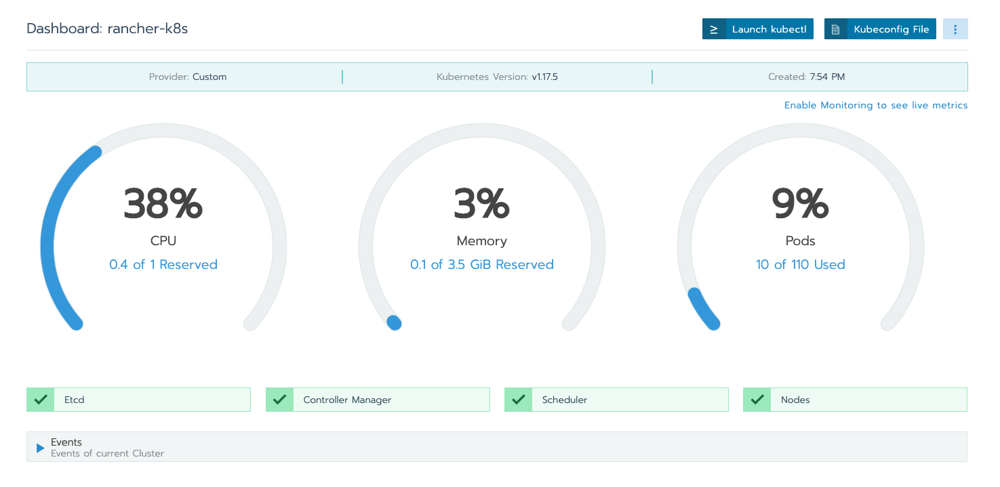 Dashboard: rancher-k8s
Launch kubectl
Kubeconfig File
Provider: Custom
Kubernetes Version: v1.17.5
Created: 7:54 PM
Enable Monitoring to see live metrics
38%
CPU
0.4 of 1 Reserved
3%
Memory
0.1 of 3.5 GiB Reserved
9%
Pods
10 of 110 Used
Etcd
Controller Manager
Scheduler
Nodes
Events
Events of current Cluster